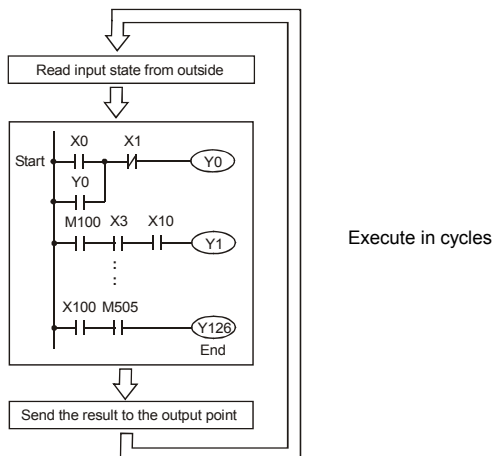 Read input state from outside
X0 X1
Start Y0
Y0
M100 X3 X10
Y1
X100 M505
Y126
End
Send the result to the output point
Execute in cycles